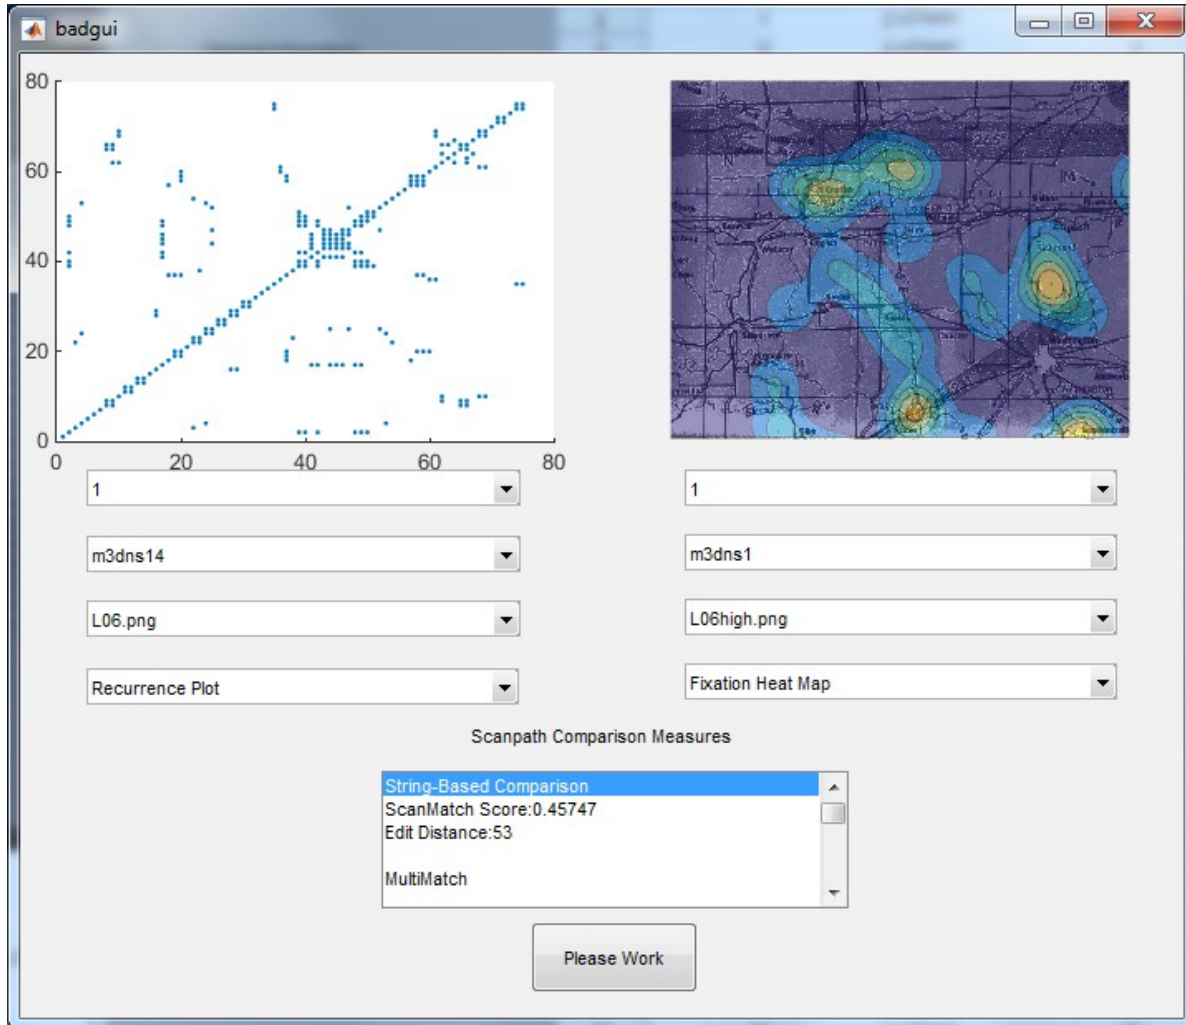 badgui
80
60
40
20
0
0 20 40 60 80
1
1
m3dns14
m3dns1
L06.png
L06high.png
Recurrence Plot
Fixation Heat Map
Scanpath Comparison Measures
String-Based Comparison
ScanMatch Score:0.45747
Edit Distance:53
MultiMatch
Please Work